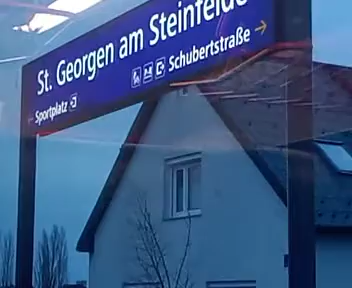 St. Georgen am Steinfelde
Schubertstraße →
← Sportplatz